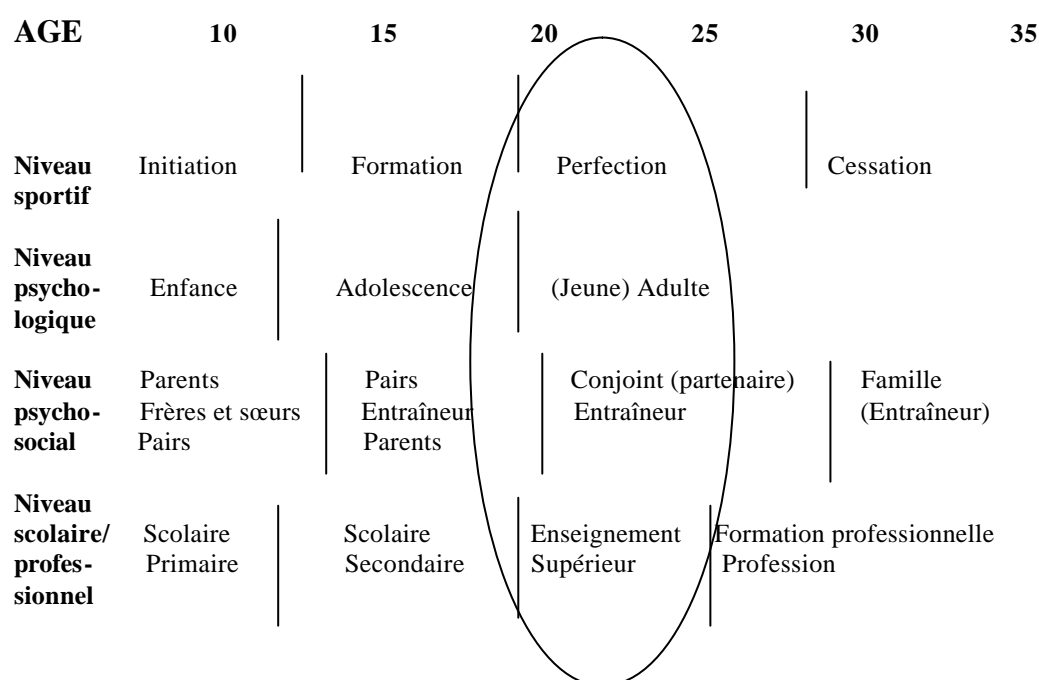 AGE 10 15 20 25 30 35
Niveau Initiation Formation Perfection Cessation
sportif
Niveau
psycho- Enfance Adolescence (Jeune) Adulte
logique
Niveau Parents Pairs Conjoint (partenaire) Famille
psycho- Frères et sœurs Entraîneur Entraîneur (Entraîneur)
social Pairs Parents
Niveau
scolaire/ Scolaire Scolaire Enseignement Formation professionnelle
profes- Primaire Secondaire Supérieur Profession
sionnel